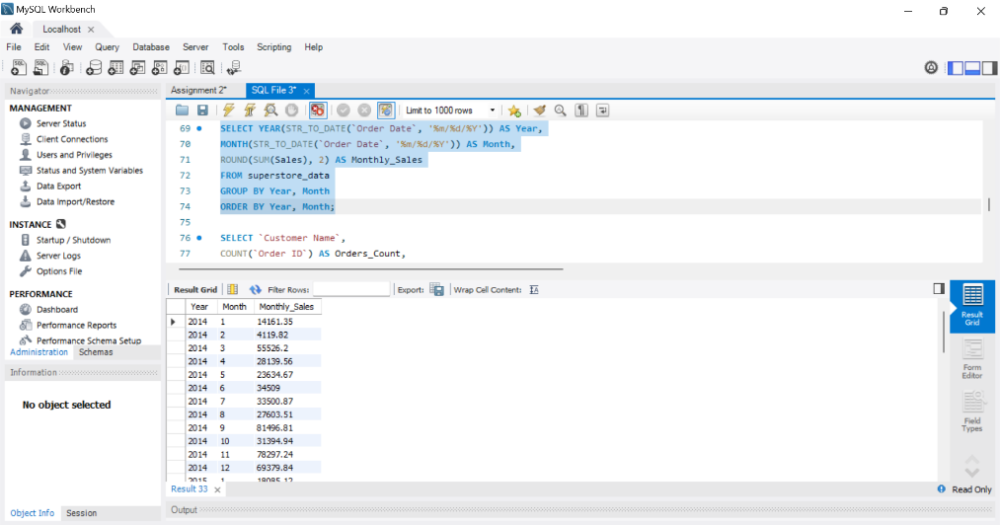 MySQL Workbench
Localhost ×
File Edit View Query Database Server Tools Scripting Help
Navigator
MANAGEMENT
Server Status
Client Connections
Users and Privileges
Status and System Variables
Data Export
Data Import/Restore
INSTANCE
Startup / Shutdown
Server Logs
Options File
PERFORMANCE
Dashboard
Performance Reports
Performance Schema Setup
Administration Schemas
Information
No object selected
Object Info Session
Assignment 2* SQL File 3* ×
Limit to 1000 rows
69 SELECT YEAR(STR_TO_DATE(`Order Date`, '%m/%d/%Y')) AS Year,
70 MONTH(STR_TO_DATE(`Order Date`, '%m/%d/%Y')) AS Month,
71 ROUND(SUM(Sales), 2) AS Monthly_Sales
72 FROM superstore_data
73 GROUP BY Year, Month
74 ORDER BY Year, Month;
75
76 SELECT `Customer Name`,
77 COUNT(`Order ID`) AS Orders_Count,
Result Grid Filter Rows: Export: Wrap Cell Content:
Year Month Monthly_Sales
2014 1 14161.35
2014 2 4119.82
2014 3 55526.2
2014 4 28139.56
2014 5 23634.67
2014 6 34509
2014 7 33500.87
2014 8 27603.51
2014 9 81496.81
2014 10 31394.94
2014 11 78297.24
2014 12 69379.84
2015 1 18085.12
Result Grid
Form Editor
Field Types
Result 33 × Read Only
Output